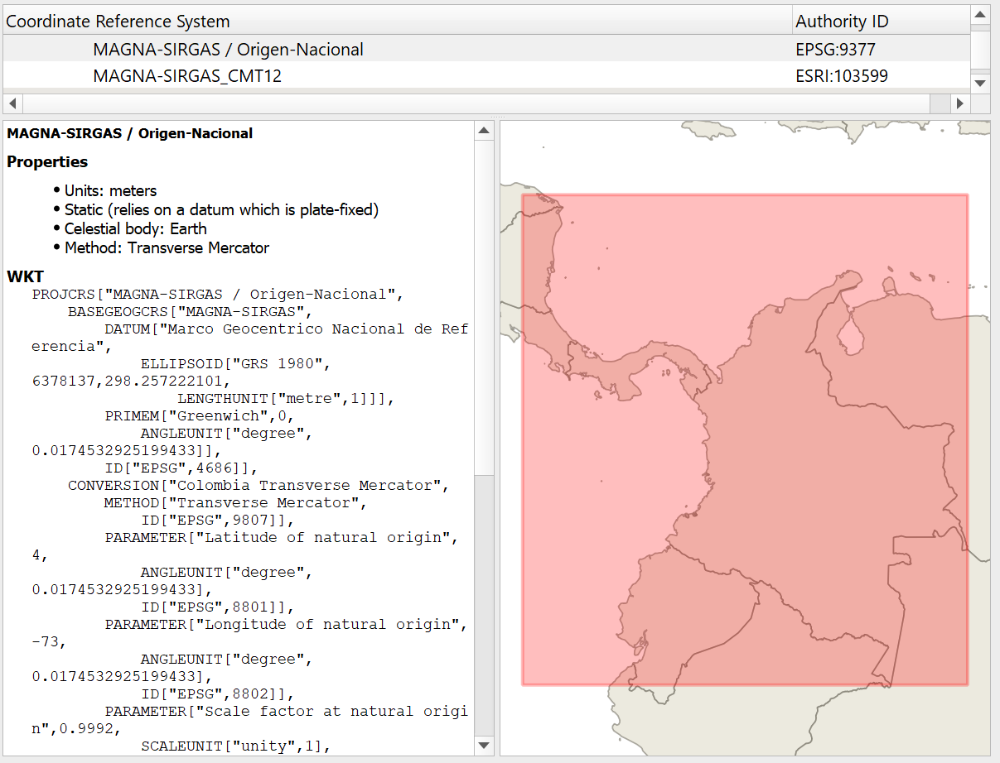 Coordinate Reference System Authority ID
MAGNA-SIRGAS / Origen-Nacional EPSG:9377
MAGNA-SIRGAS_CMT12 ESRI:103599
MAGNA-SIRGAS / Origen-Nacional
Properties
• Units: meters
• Static (relies on a datum which is plate-fixed)
• Celestial body: Earth
• Method: Transverse Mercator
WKT
PROJCRS["MAGNA-SIRGAS / Origen-Nacional",
BASEGEOGCRS["MAGNA-SIRGAS",
DATUM["Marco Geocentrico Nacional de Ref
erencia",
ELLIPSOID["GRS 1980",
6378137,298.257222101,
LENGTHUNIT["metre",1]]],
PRIMEM["Greenwich",0,
ANGLEUNIT["degree",
0.0174532925199433]],
ID["EPSG",4686]],
CONVERSION["Colombia Transverse Mercator",
METHOD["Transverse Mercator",
ID["EPSG",9807]],
PARAMETER["Latitude of natural origin",
4,
ANGLEUNIT["degree",
0.0174532925199433],
ID["EPSG",8801]],
PARAMETER["Longitude of natural origin",
-73,
ANGLEUNIT["degree",
0.0174532925199433],
ID["EPSG",8802]],
PARAMETER["Scale factor at natural origi
n",0.9992,
SCALEUNIT["unity",1],